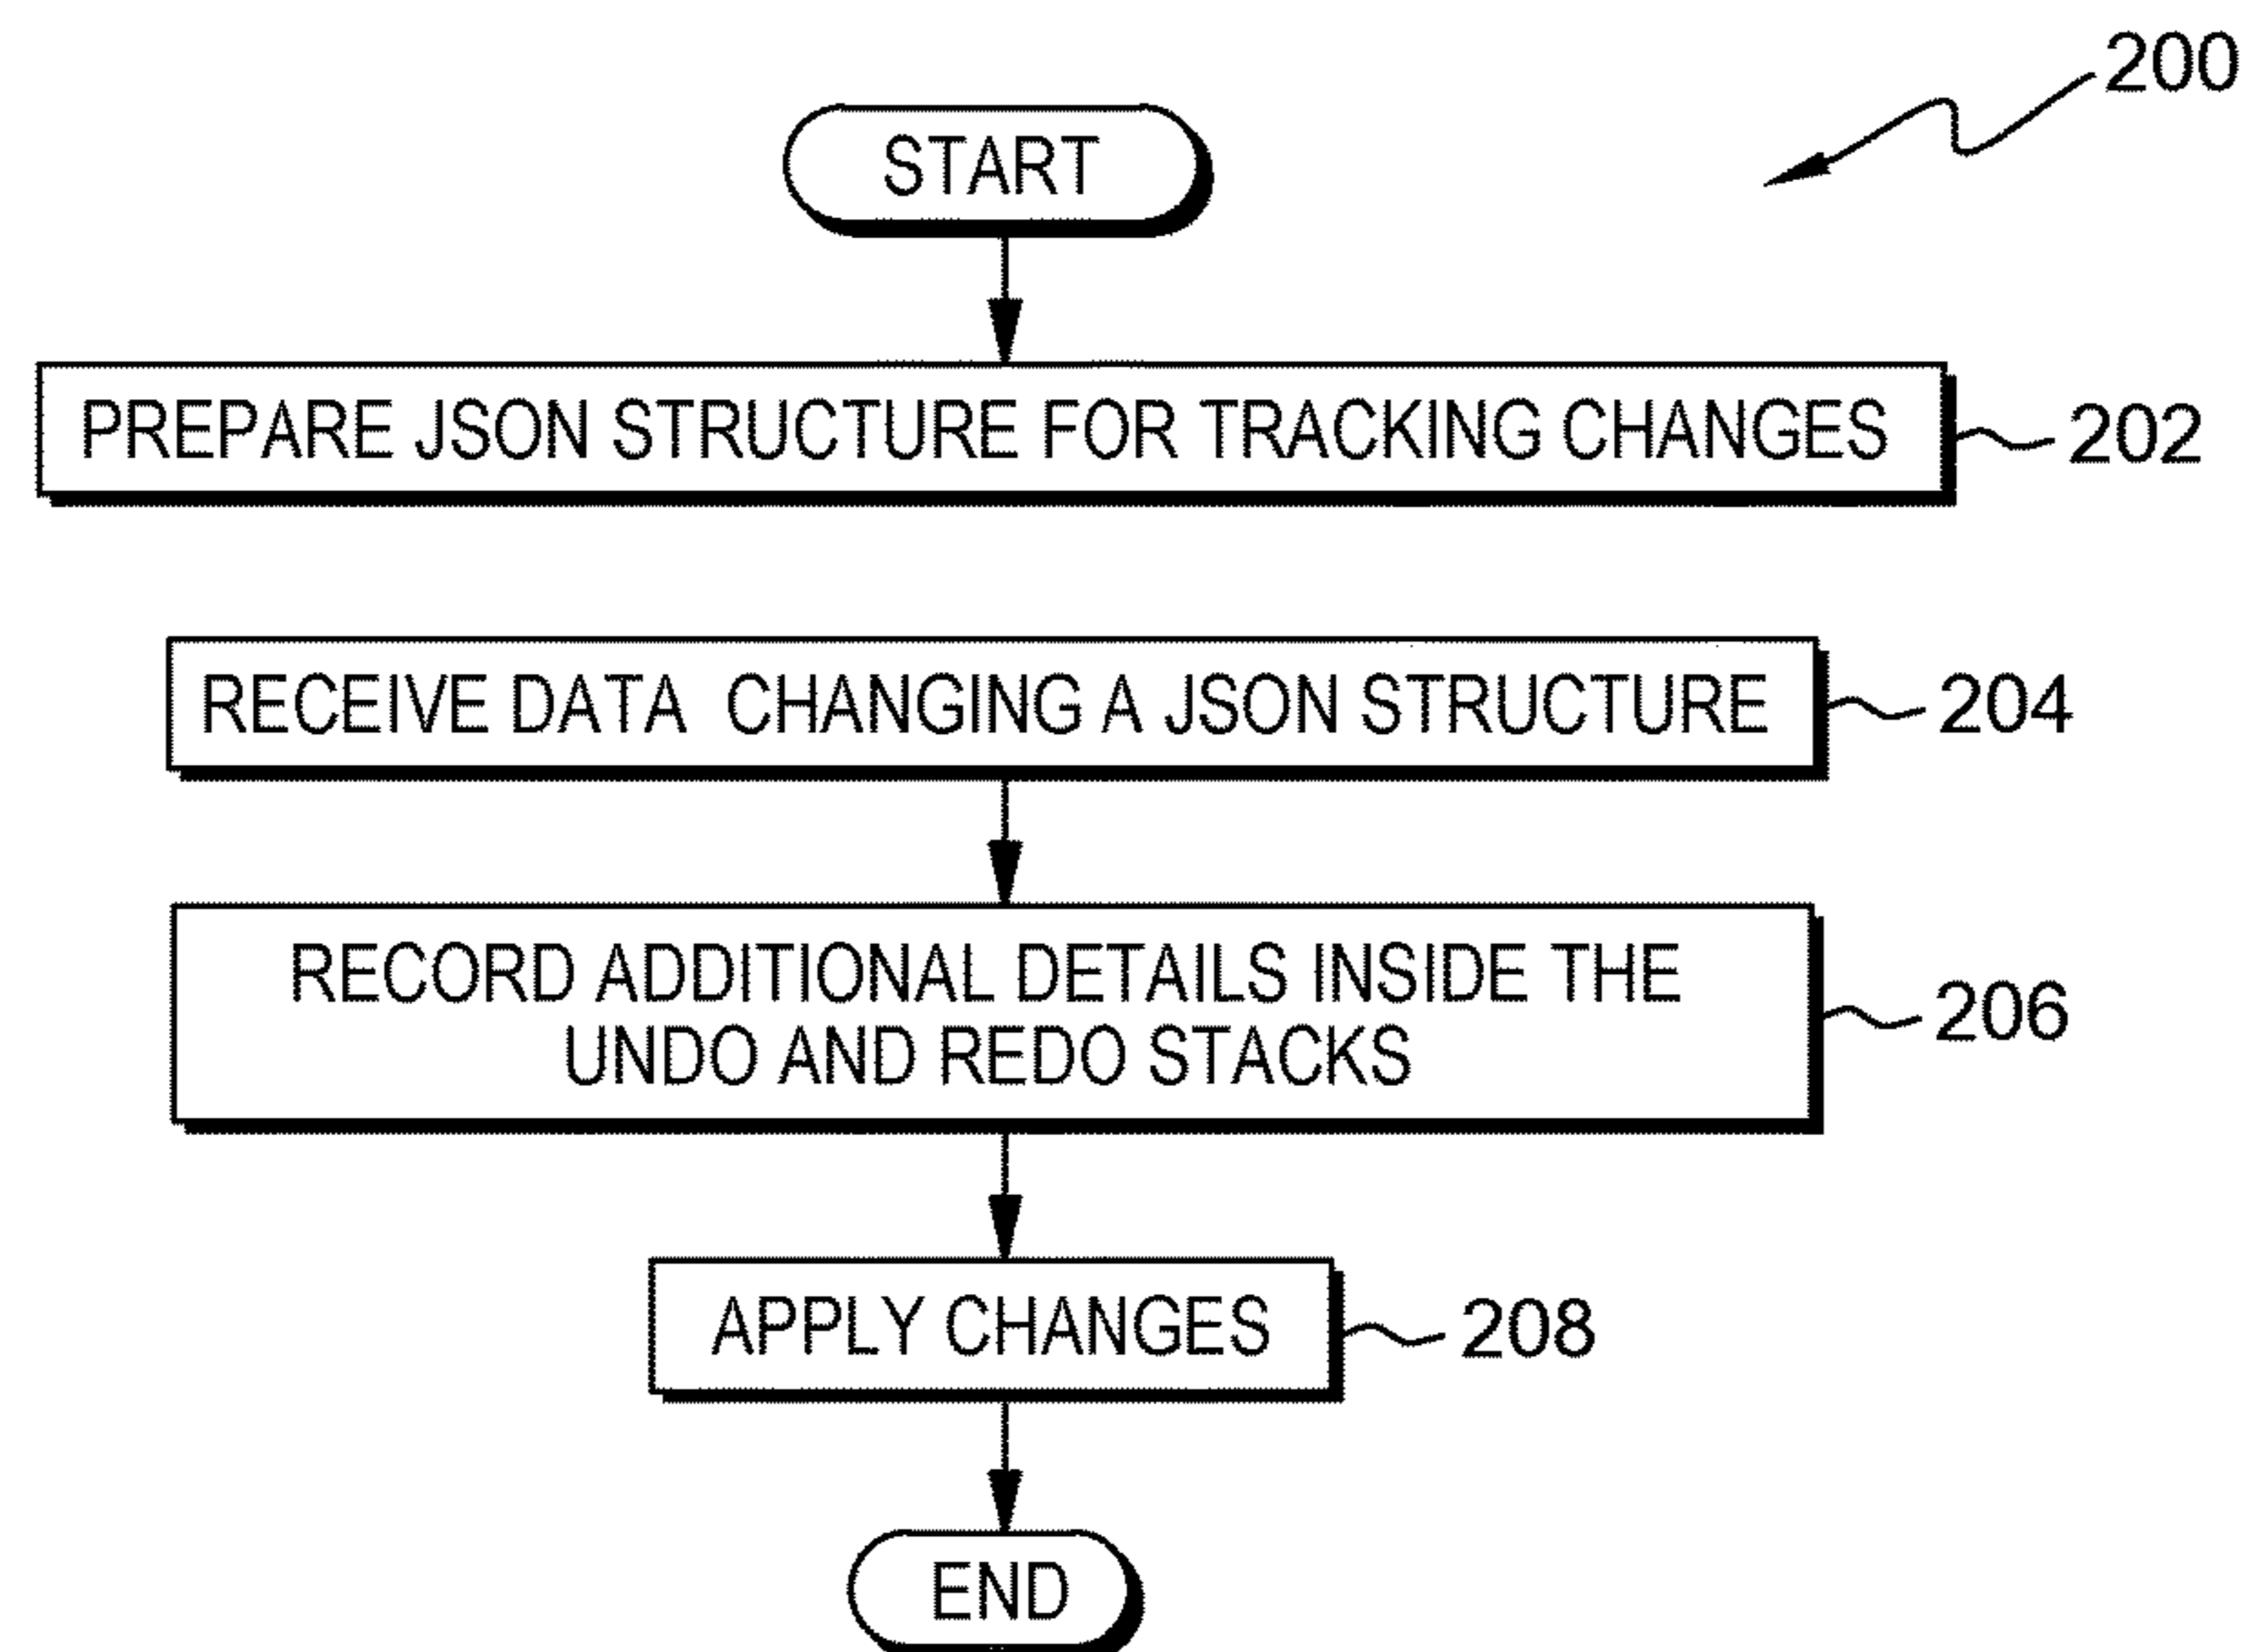 200
START
PREPARE JSON STRUCTURE FOR TRACKING CHANGES
202
RECEIVE DATA CHANGING A JSON STRUCTURE
204
RECORD ADDITIONAL DETAILS INSIDE THE
UNDO AND REDO STACKS
206
APPLY CHANGES
208
END